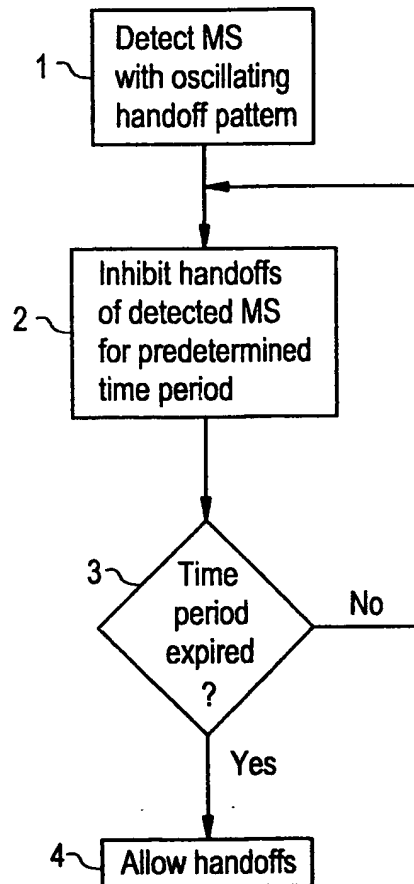 1
Detect MS
with oscillating
handoff pattern
2
Inhibit handoffs
of detected MS
for predetermined
time period
3
Time
period
expired
?
No
Yes
4
Allow handoffs